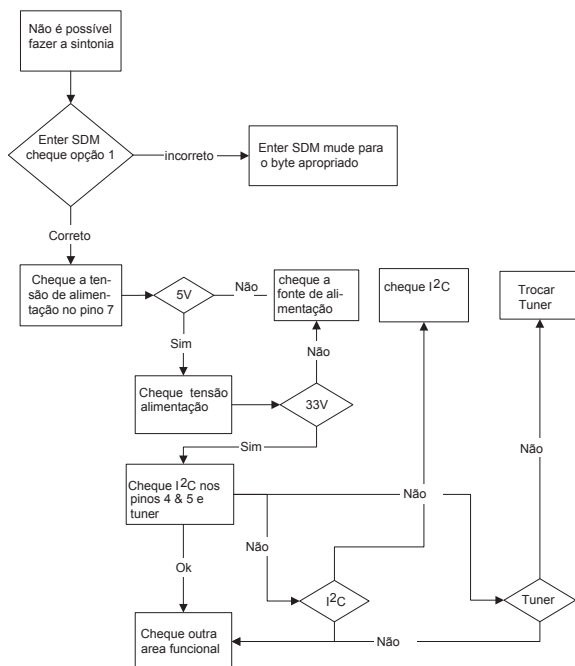 Não é possível
fazer a sintonia
Enter SDM
cheque opção 1
incorreto
Enter SDM mude para
o byte apropriado
Correto
Cheque a ten-
são de alimen-
tação no pino 7
5V
Não
cheque a
fonte de ali-
mentação
cheque I²C
Trocar
Tuner
Sim
Não
Cheque tensão
alimentação
33V
Sim
Não
Cheque I²C nos
pinos 4 & 5 e
tuner
Não
Não
Ok
I²C
Tuner
Cheque outra
area funcional
Não